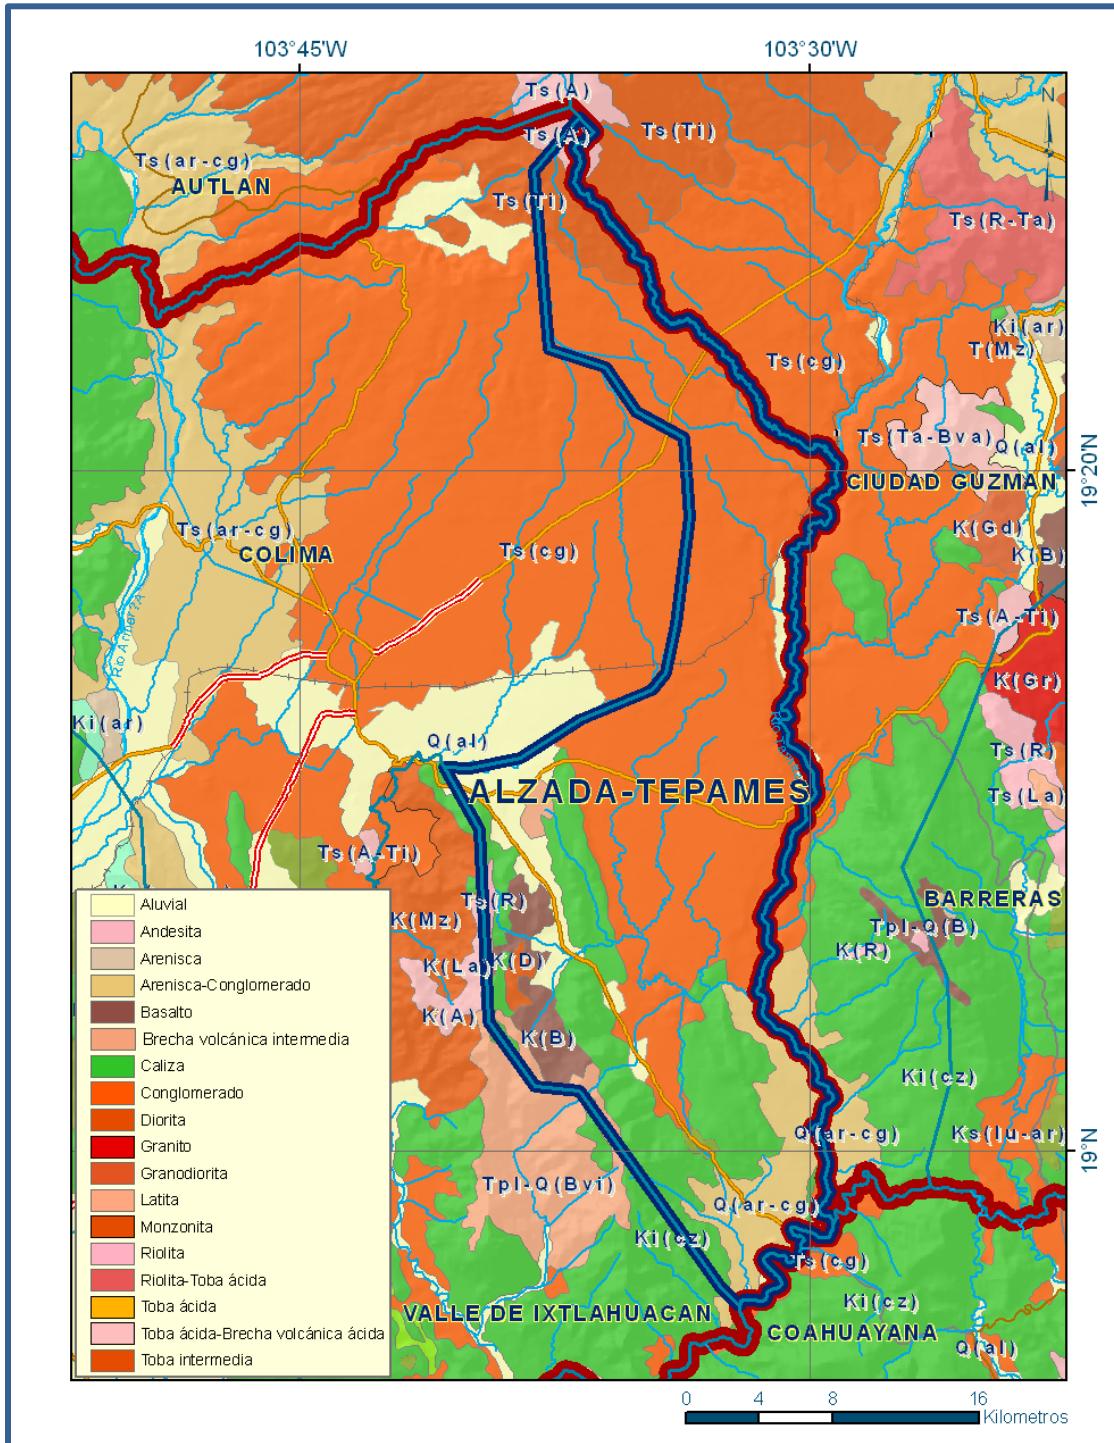 103°45'W
103°30'W
N
Ts(A)
Ts(A)
Ts(Ti)
Ts(ar-cg)
AUTLAN
Ts(Ti)
Ts(R-Ta)
Ki(ar)
T(Mz)
Ts(cg)
Ts(Ta-Bva)
Q(al)
19°20'N
CIUDAD GUZMAN
Ts(ar-cg)
COLIMA
Ts(cg)
K(Gd)
K(B)
Ts(A-Ti)
K(Gr)
Ki(ar)
Q(al)
Ts(R)
ALZADA-TEPAMES
Ts(La)
Ts(A-Ti)
Ts(R)
BARRERAS
K(Mz)
Tpl-Q(B)
K(R)
K(La)
K(D)
K(A)
K(B)
Ki(cz)
Q(ar-cg)
Ks(lu-ar)
19°N
Tpl-Q(Bvi)
Q(ar-cg)
Ki(cz)
Ts(cg)
Ki(cz)
VALLE DE IXTLAHUACAN
COAHUAYANA
Q(al)
Aluvial
Andesita
Arenisca
Arenisca-Conglomerado
Basalto
Brecha volcánica intermedia
Caliza
Conglomerado
Diorita
Granito
Granodiorita
Latita
Monzonita
Riolita
Riolita-Toba ácida
Toba ácida
Toba ácida-Brecha volcánica ácida
Toba intermedia
0 4 8 16
Kilometros